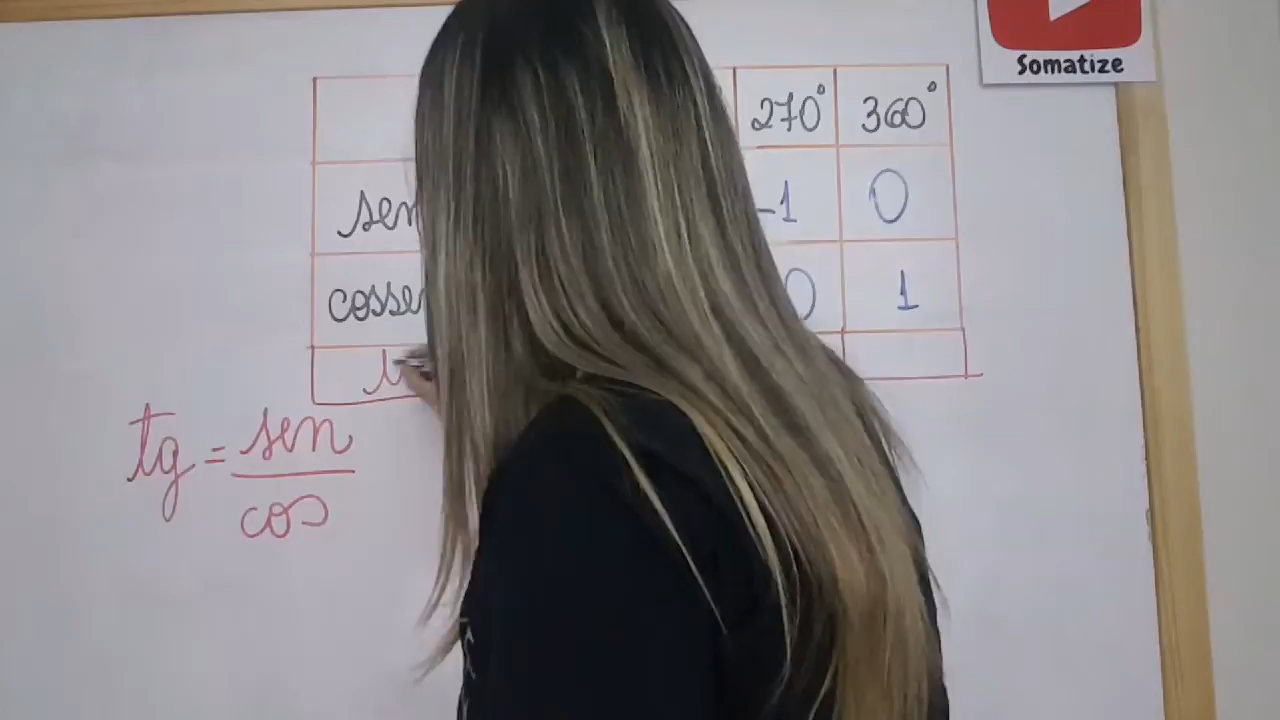 Somatize
270° 360°
sen -1 0
cosse 0 1
tg = sen
cos